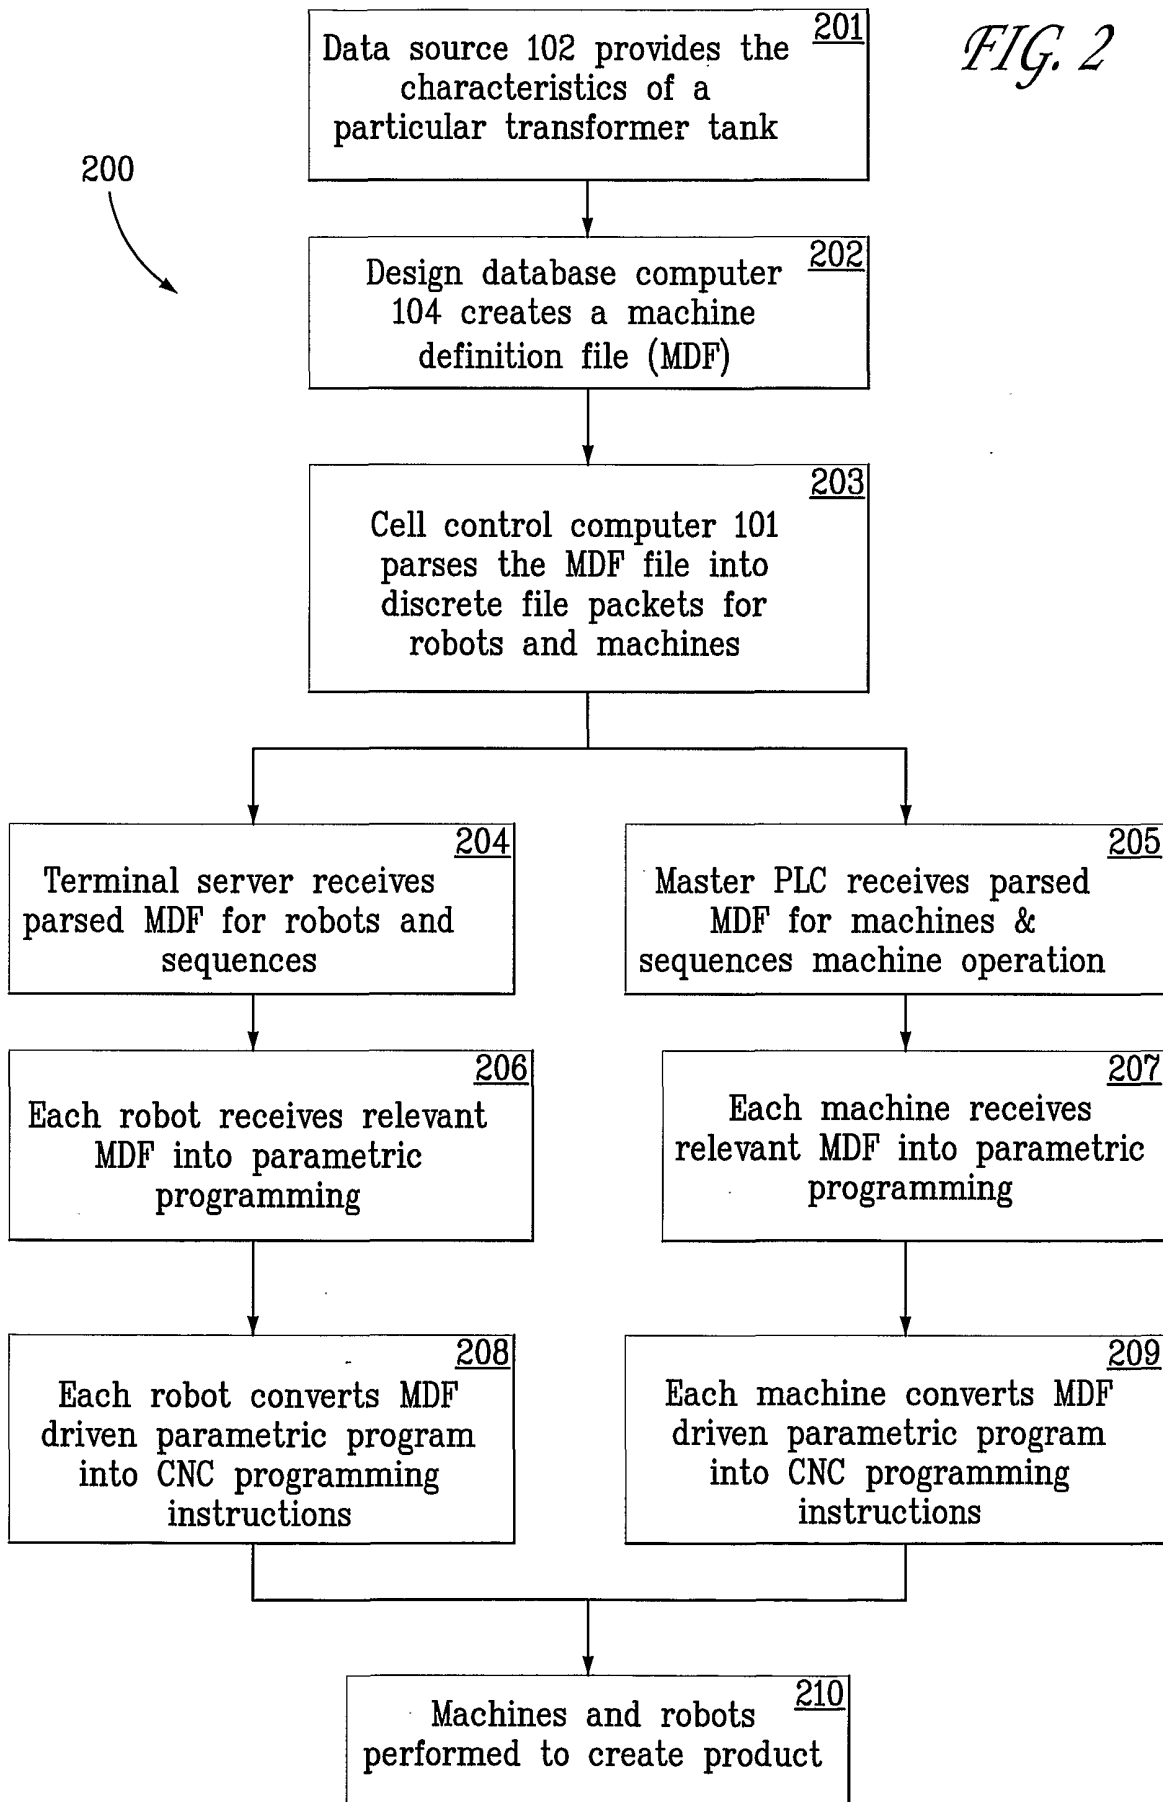 FIG. 2
200
201
Data source 102 provides the
characteristics of a
particular transformer tank
202
Design database computer
104 creates a machine
definition file (MDF)
203
Cell control computer 101
parses the MDF file into
discrete file packets for
robots and machines
204
Terminal server receives
parsed MDF for robots and
sequences
205
Master PLC receives parsed
MDF for machines &
sequences machine operation
206
Each robot receives relevant
MDF into parametric
programming
207
Each machine receives
relevant MDF into parametric
programming
208
Each robot converts MDF
driven parametric program
into CNC programming
instructions
209
Each machine converts MDF
driven parametric program
into CNC programming
instructions
210
Machines and robots
performed to create product